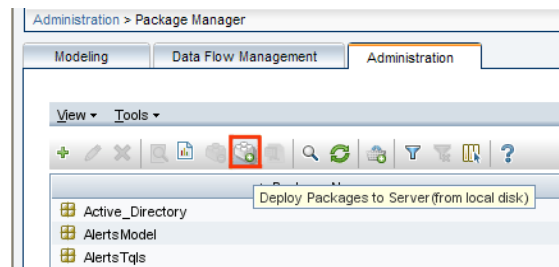 Administration > Package Manager
Modeling Data Flow Management Administration
View Tools
?
Deploy Packages to Server (from local disk)
Active_Directory
AlertsModel
AlertsTqls